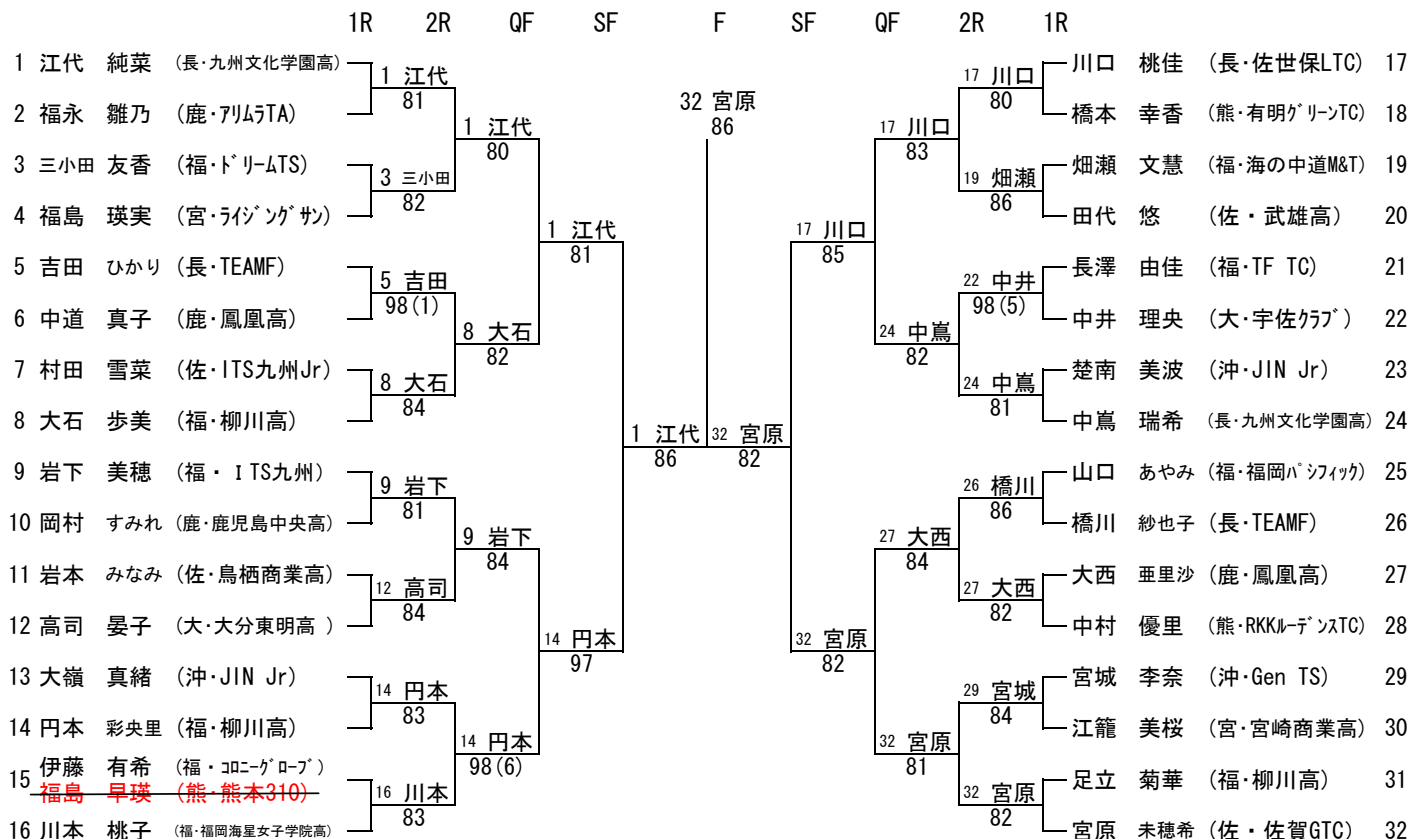 1R 2R QF SF F SF QF 2R 1R
1 江代 純菜 (長・九州文化学園高)
2 福永 雛乃 (鹿・アリムラTA)
3 三小田 友香 (福・ドリームTS)
4 福島 瑛実 (宮・ライジングサン)
5 吉田 ひかり (長・TEAMF)
6 中道 真子 (鹿・鳳凰高)
7 村田 雪菜 (佐・ITS九州Jr)
8 大石 歩美 (福・柳川高)
9 岩下 美穂 (福・ITS九州)
10 岡村 すみれ (鹿・鹿児島中央高)
11 岩本 みなみ (佐・鳥栖商業高)
12 高司 晏子 (大・大分東明高)
13 大嶺 真緒 (沖・JIN Jr)
14 円本 彩央里 (福・柳川高)
15 伊藤 有希 (福・コロニーグローブ)
福島 早瑛 (熊・熊本310)
16 川本 桃子 (福・福岡海星女子学院高)
1 江代
81
3 三小田
82
5 吉田
98(1)
8 大石
84
9 岩下
81
12 高司
84
14 円本
83
16 川本
83
1 江代
80
8 大石
82
9 岩下
84
14 円本
98(6)
1 江代
81
14 円本
97
1 江代
86
32 宮原
86
32 宮原
82
17 川口
85
32 宮原
82
17 川口
83
24 中嶌
82
27 大西
84
32 宮原
81
17 川口
80
19 畑瀬
86
22 中井
98(5)
24 中嶌
81
26 橋川
86
27 大西
82
29 宮城
84
32 宮原
82
川口 桃佳 (長・佐世保LTC) 17
橋本 幸香 (熊・有明グリーンTC) 18
畑瀬 文慧 (福・海の中道M&T) 19
田代 悠 (佐・武雄高) 20
長澤 由佳 (福・TF TC) 21
中井 理央 (大・宇佐クラブ) 22
楚南 美波 (沖・JIN Jr) 23
中嶌 瑞希 (長・九州文化学園高) 24
山口 あやみ (福・福岡パシフィック) 25
橋川 紗也子 (長・TEAMF) 26
大西 亜里沙 (鹿・鳳凰高) 27
中村 優里 (熊・RKKルーデンスTC) 28
宮城 李奈 (沖・Gen TS) 29
江籠 美桜 (宮・宮崎商業高) 30
足立 菊華 (福・柳川高) 31
宮原 未穂希 (佐・佐賀GTC) 32